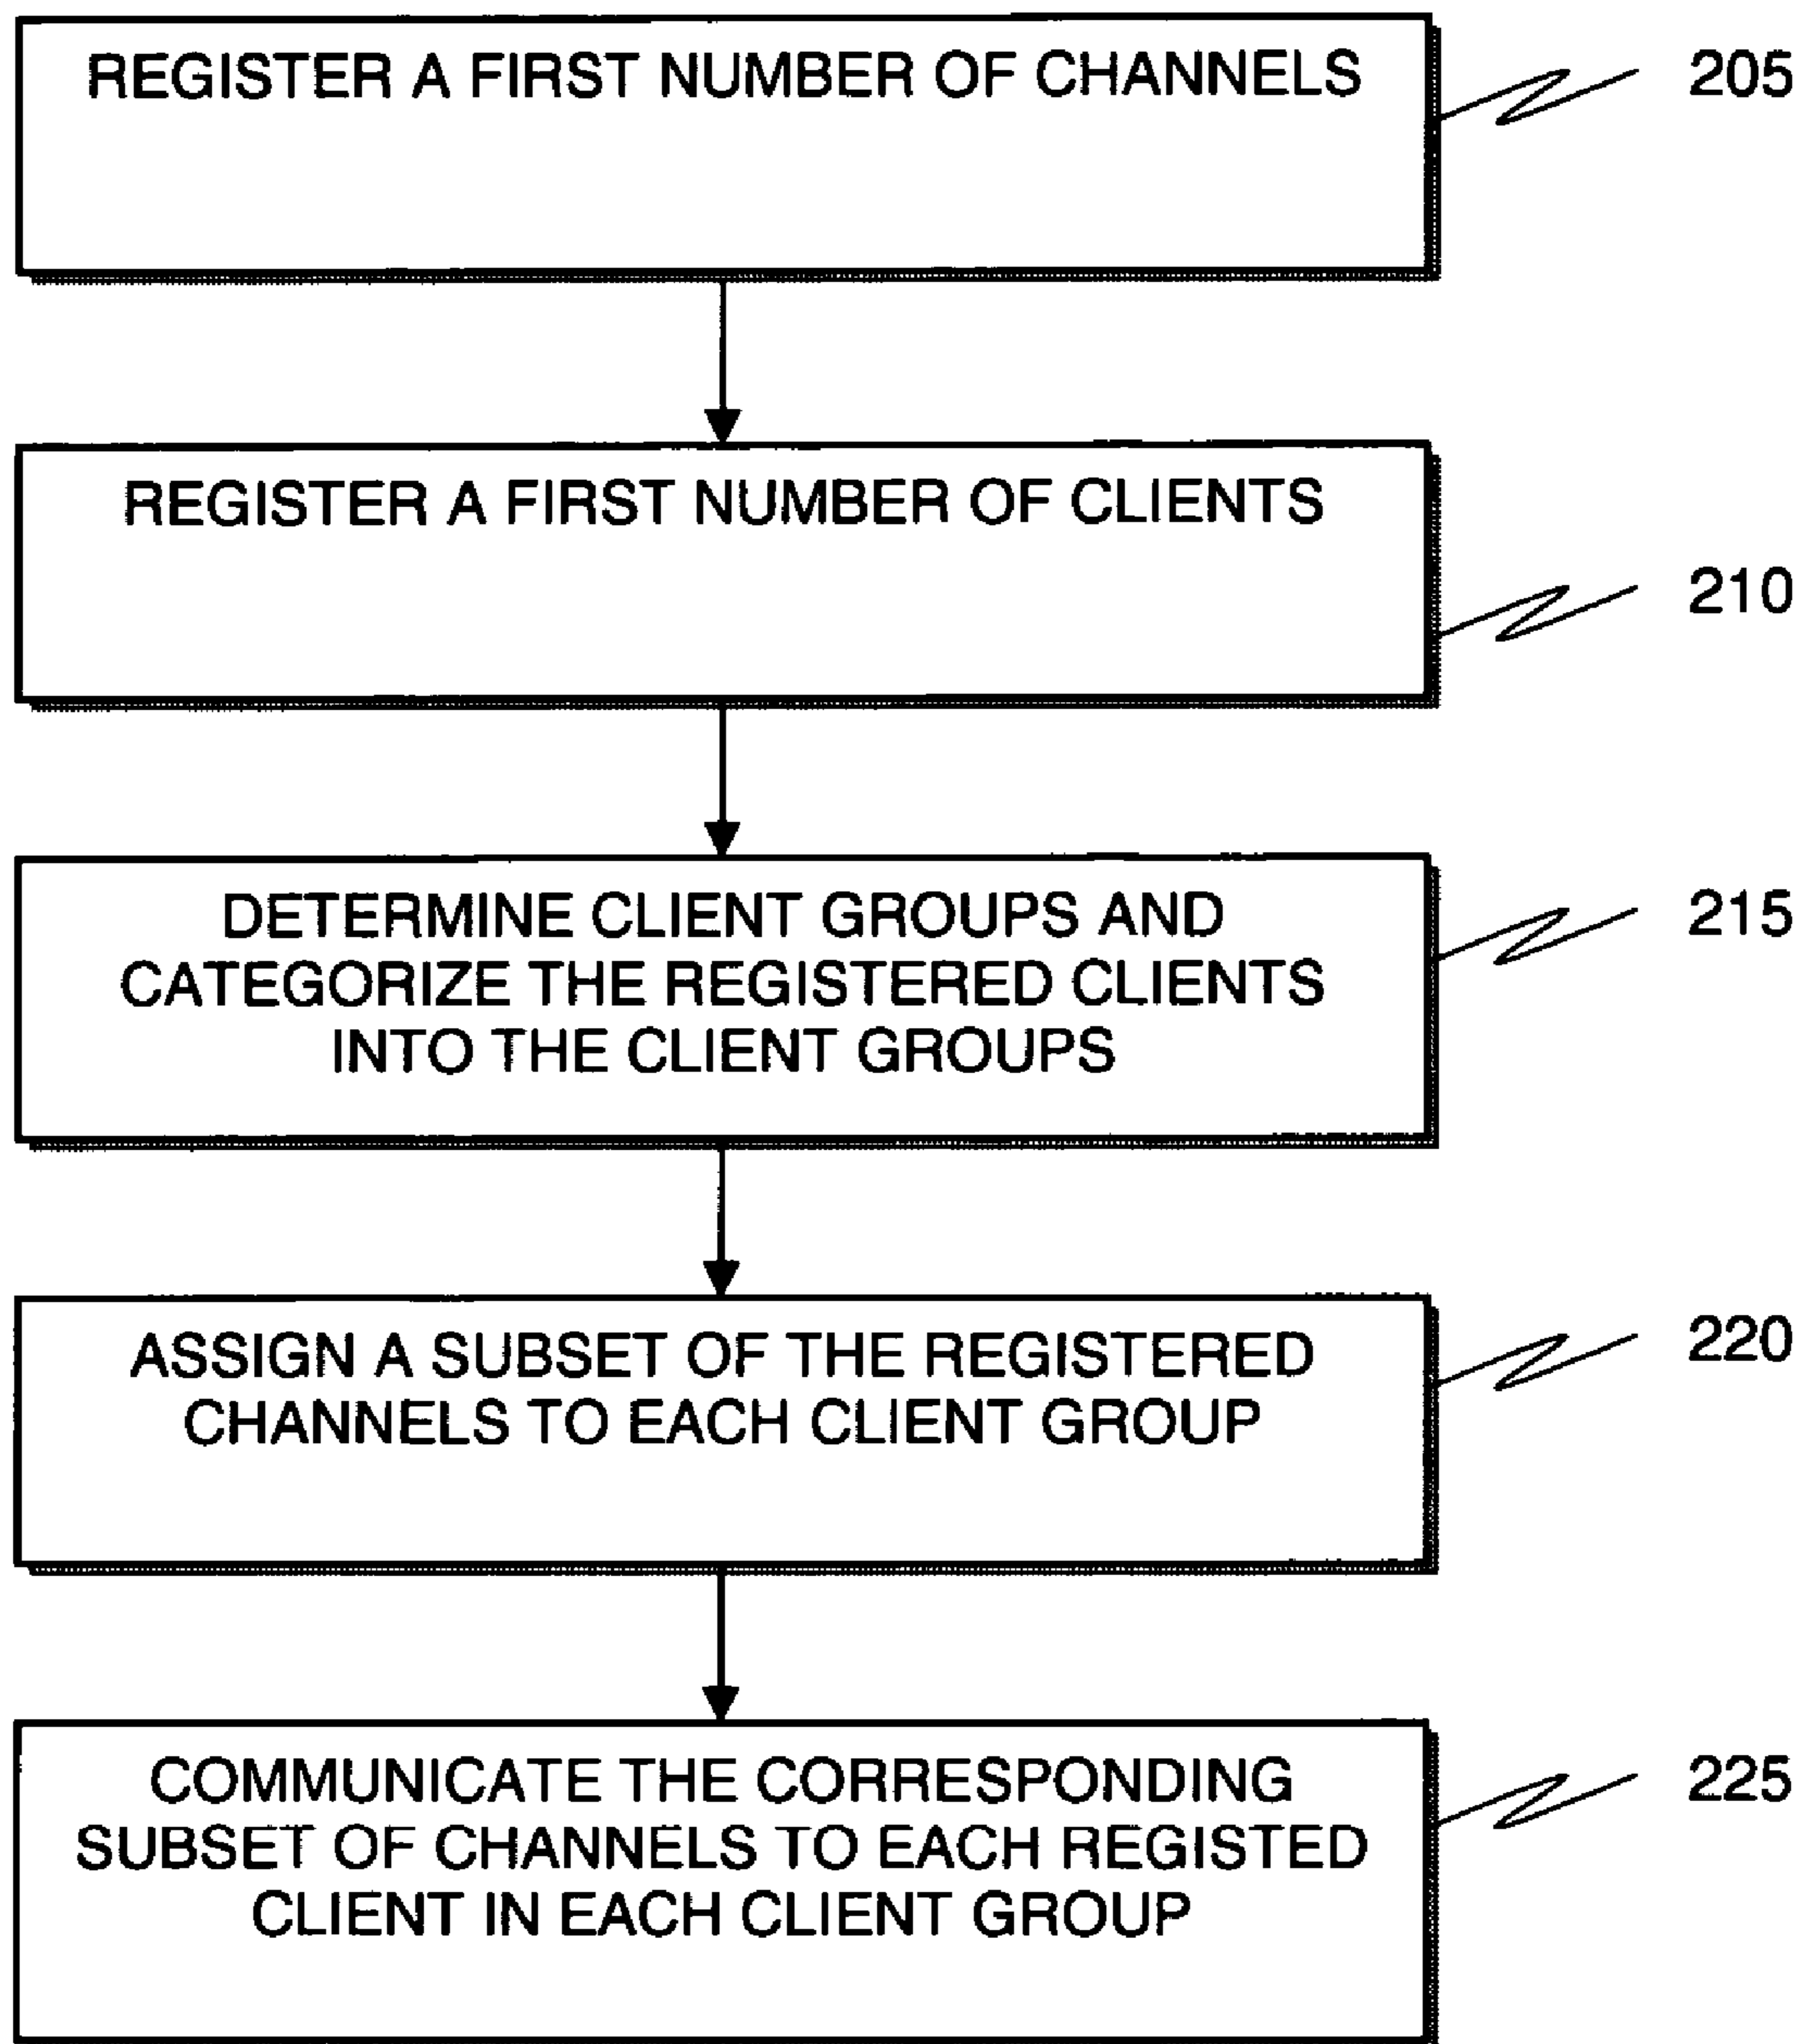 REGISTER A FIRST NUMBER OF CHANNELS
205
REGISTER A FIRST NUMBER OF CLIENTS
210
DETERMINE CLIENT GROUPS AND
CATEGORIZE THE REGISTERED CLIENTS
INTO THE CLIENT GROUPS
215
ASSIGN A SUBSET OF THE REGISTERED
CHANNELS TO EACH CLIENT GROUP
220
COMMUNICATE THE CORRESPONDING
SUBSET OF CHANNELS TO EACH REGISTED
CLIENT IN EACH CLIENT GROUP
225